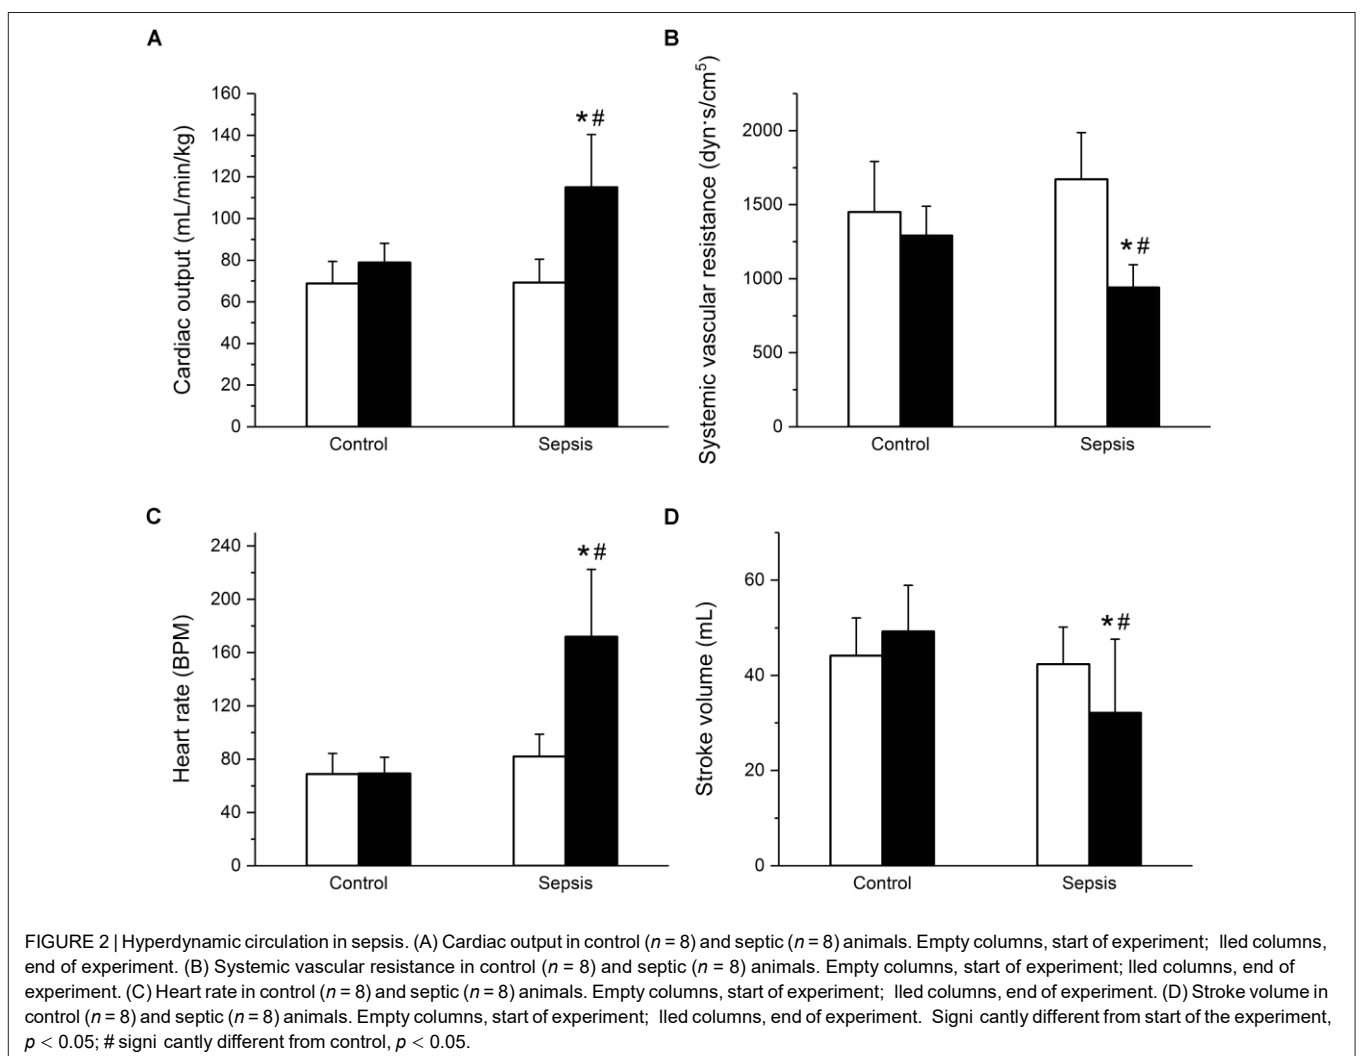 A
Cardiac output (mL/min/kg)
160
140
120
100
80
60
40
20
0
*#
Control
Sepsis
B
Systemic vascular resistance (dyn·s/cm⁵)
2000
1500
1000
500
0
*#
Control
Sepsis
C
Heart rate (BPM)
240
200
160
120
80
40
0
*#
Control
Sepsis
D
Stroke volume (mL)
60
40
20
0
*#
Control
Sepsis
FIGURE 2 | Hyperdynamic circulation in sepsis. (A) Cardiac output in control (n = 8) and septic (n = 8) animals. Empty columns, start of experiment; lled columns,
end of experiment. (B) Systemic vascular resistance in control (n = 8) and septic (n = 8) animals. Empty columns, start of experiment; lled columns, end of
experiment. (C) Heart rate in control (n = 8) and septic (n = 8) animals. Empty columns, start of experiment; lled columns, end of experiment. (D) Stroke volume in
control (n = 8) and septic (n = 8) animals. Empty columns, start of experiment; lled columns, end of experiment. Signi cantly different from start of the experiment,
p < 0.05; # signi cantly different from control, p < 0.05.